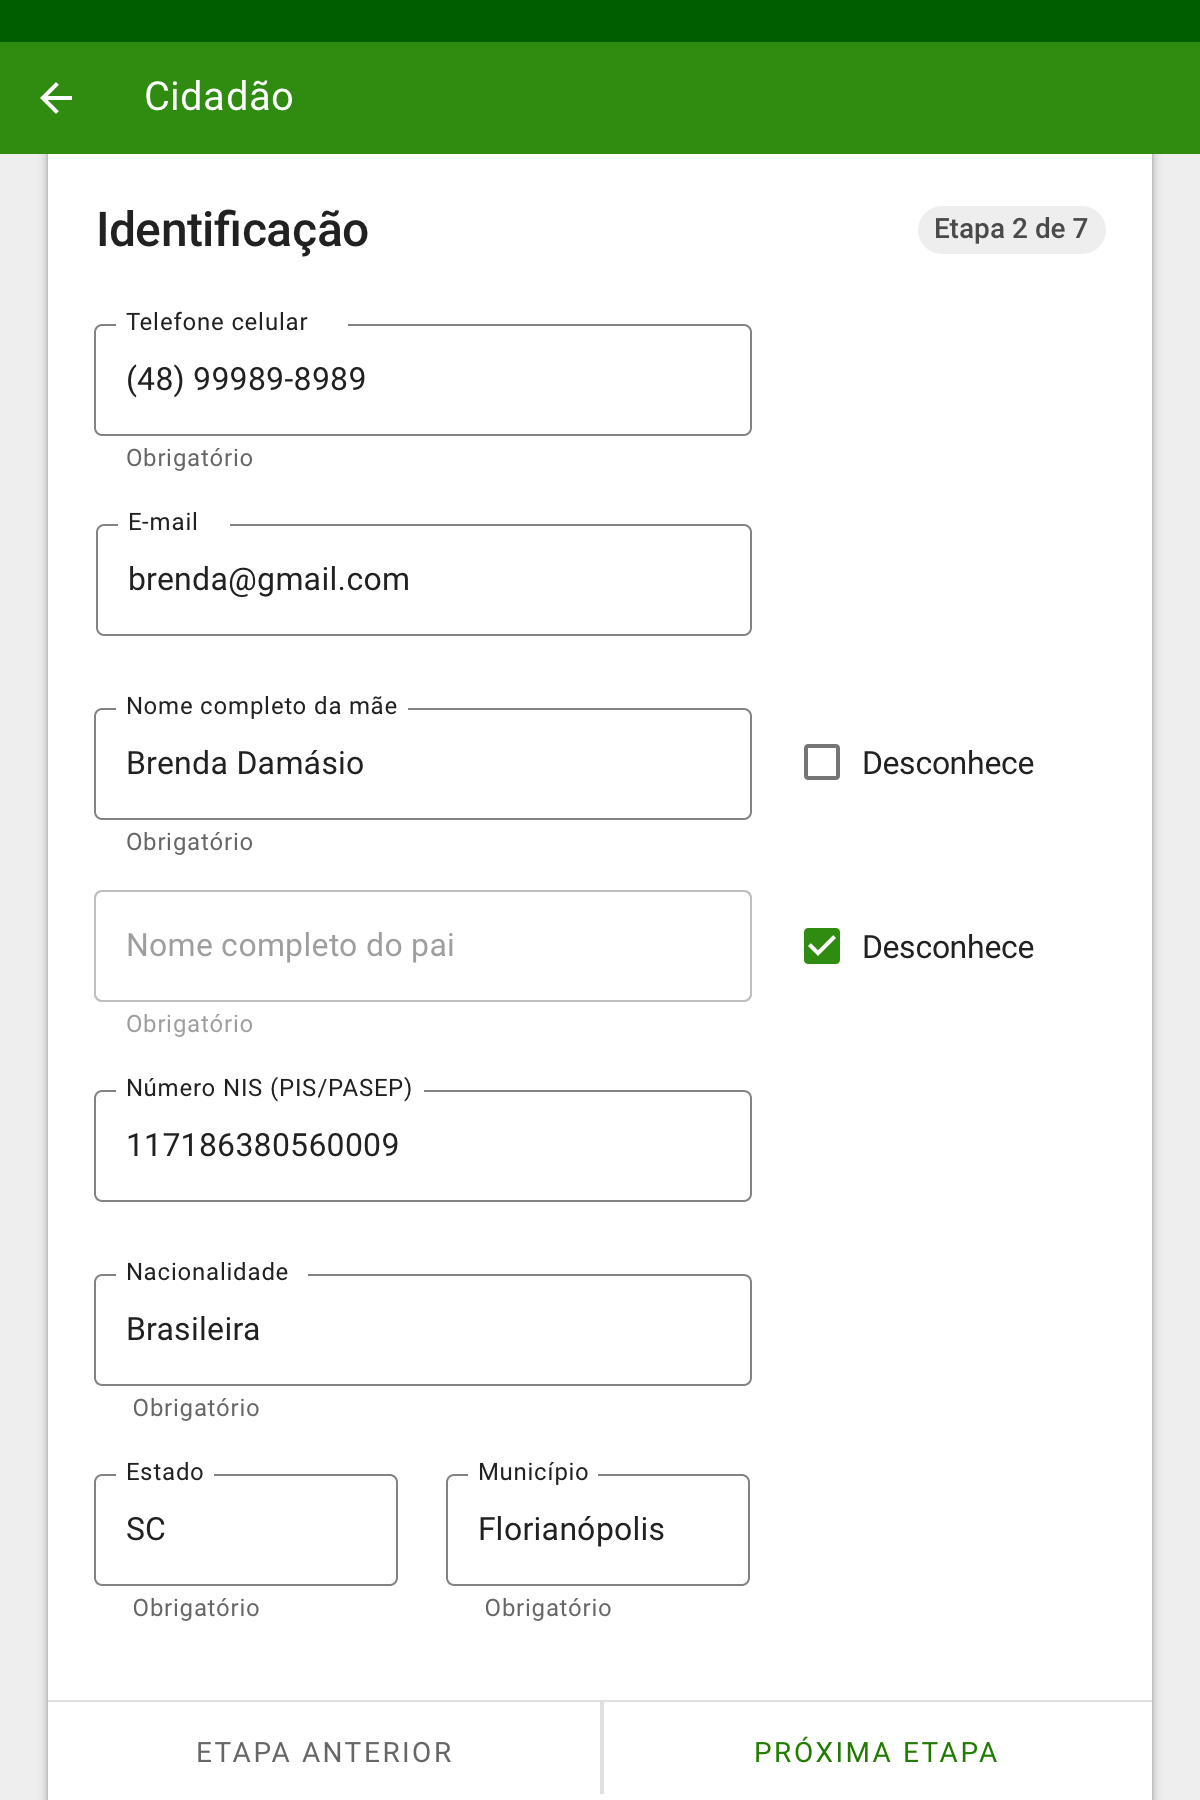 Cidadão
Identificação
Etapa 2 de 7
Telefone celular
(48) 99989-8989
Obrigatório
E-mail
brenda@gmail.com
Nome completo da mãe
Brenda Damásio
Desconhece
Obrigatório
Nome completo do pai
Desconhece
Obrigatório
Número NIS (PIS/PASEP)
117186380560009
Nacionalidade
Brasileira
Obrigatório
Estado
SC
Obrigatório
Município
Florianópolis
Obrigatório
ETAPA ANTERIOR
PRÓXIMA ETAPA